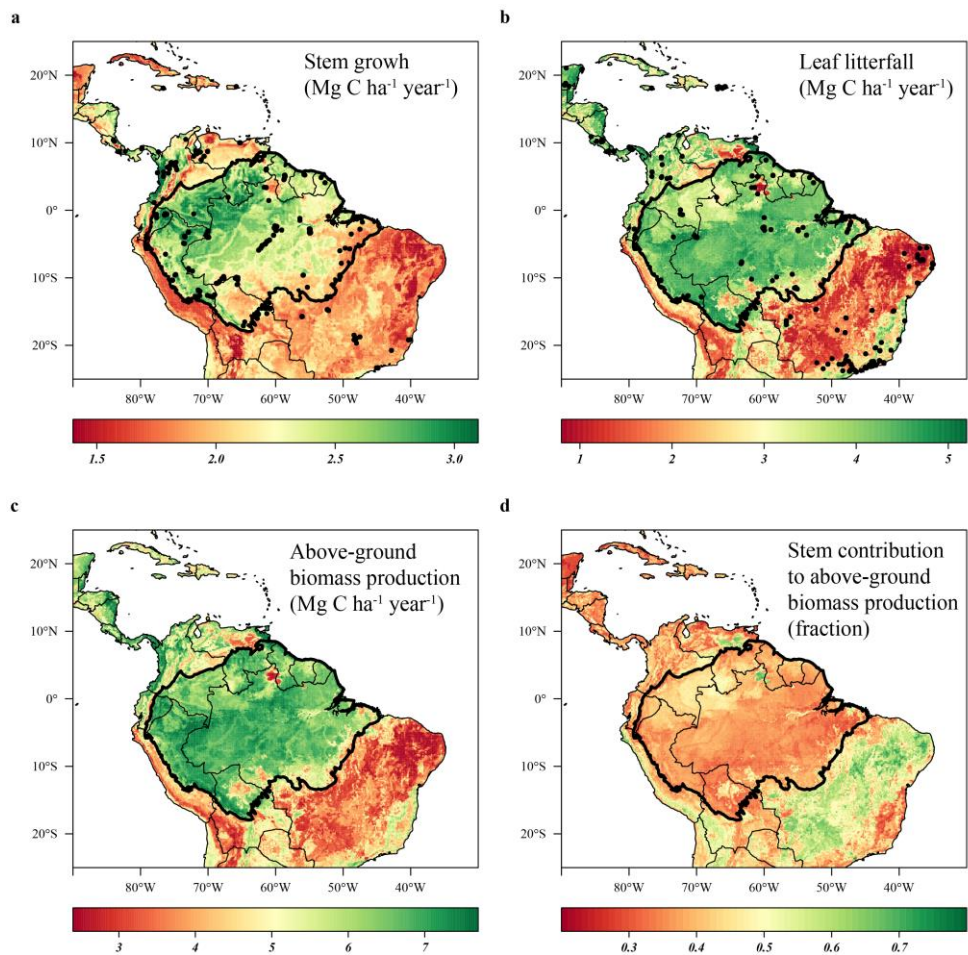 a
Stem growh
(Mg C ha⁻¹ year⁻¹)
20°N
10°N
0°
10°S
20°S
80°W 70°W 60°W 50°W 40°W
1.5 2.0 2.5 3.0
b
Leaf litterfall
(Mg C ha⁻¹ year⁻¹)
20°N
10°N
0°
10°S
20°S
80°W 70°W 60°W 50°W 40°W
1 2 3 4 5
c
Above-ground
biomass production
(Mg C ha⁻¹ year⁻¹)
20°N
10°N
0°
10°S
20°S
80°W 70°W 60°W 50°W 40°W
3 4 5 6 7
d
Stem contribution
to above-ground
biomass production
(fraction)
20°N
10°N
0°
10°S
20°S
80°W 70°W 60°W 50°W 40°W
0.3 0.4 0.5 0.6 0.7